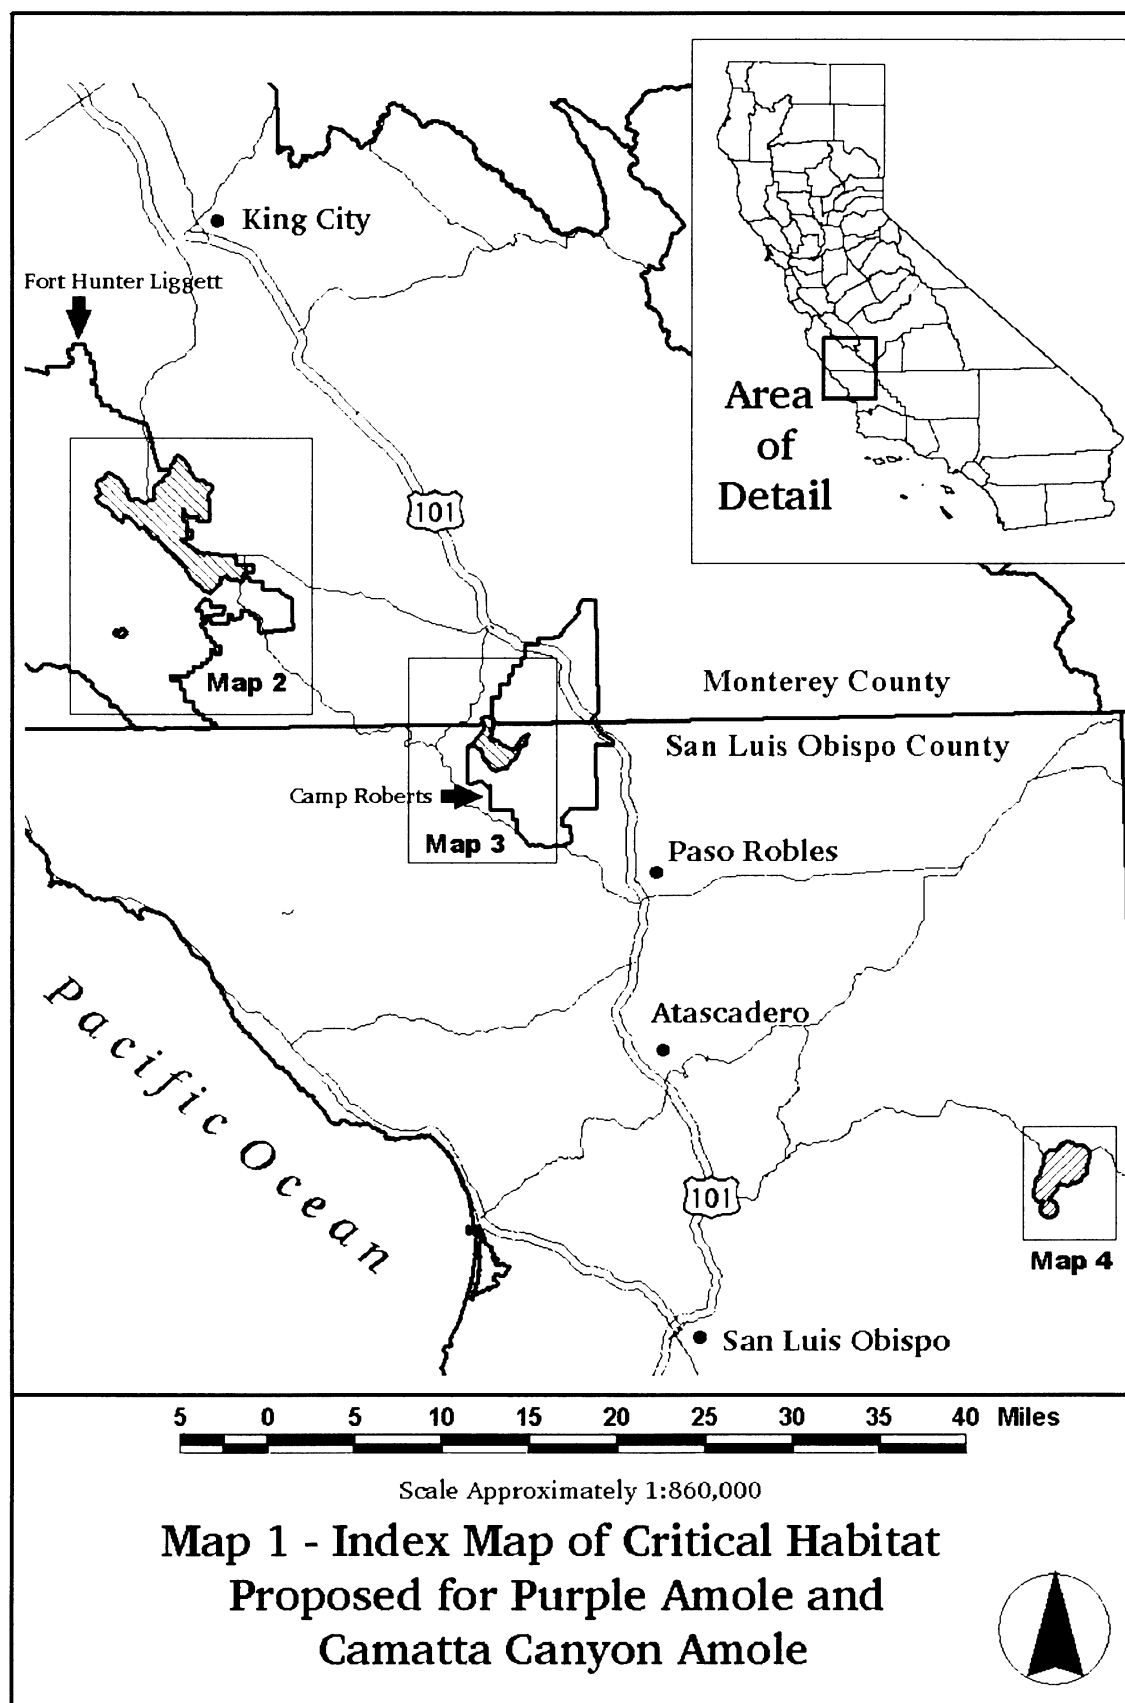 King City
Fort Hunter Liggett
Area
of
Detail
101
Map 2
Monterey County
San Luis Obispo County
Camp Roberts
Map 3
Paso Robles
Atascadero
Pacific Ocean
101
Map 4
San Luis Obispo
5 0 5 10 15 20 25 30 35 40 Miles
Scale Approximately 1:860,000
Map 1 - Index Map of Critical Habitat
Proposed for Purple Amole and
Camatta Canyon Amole